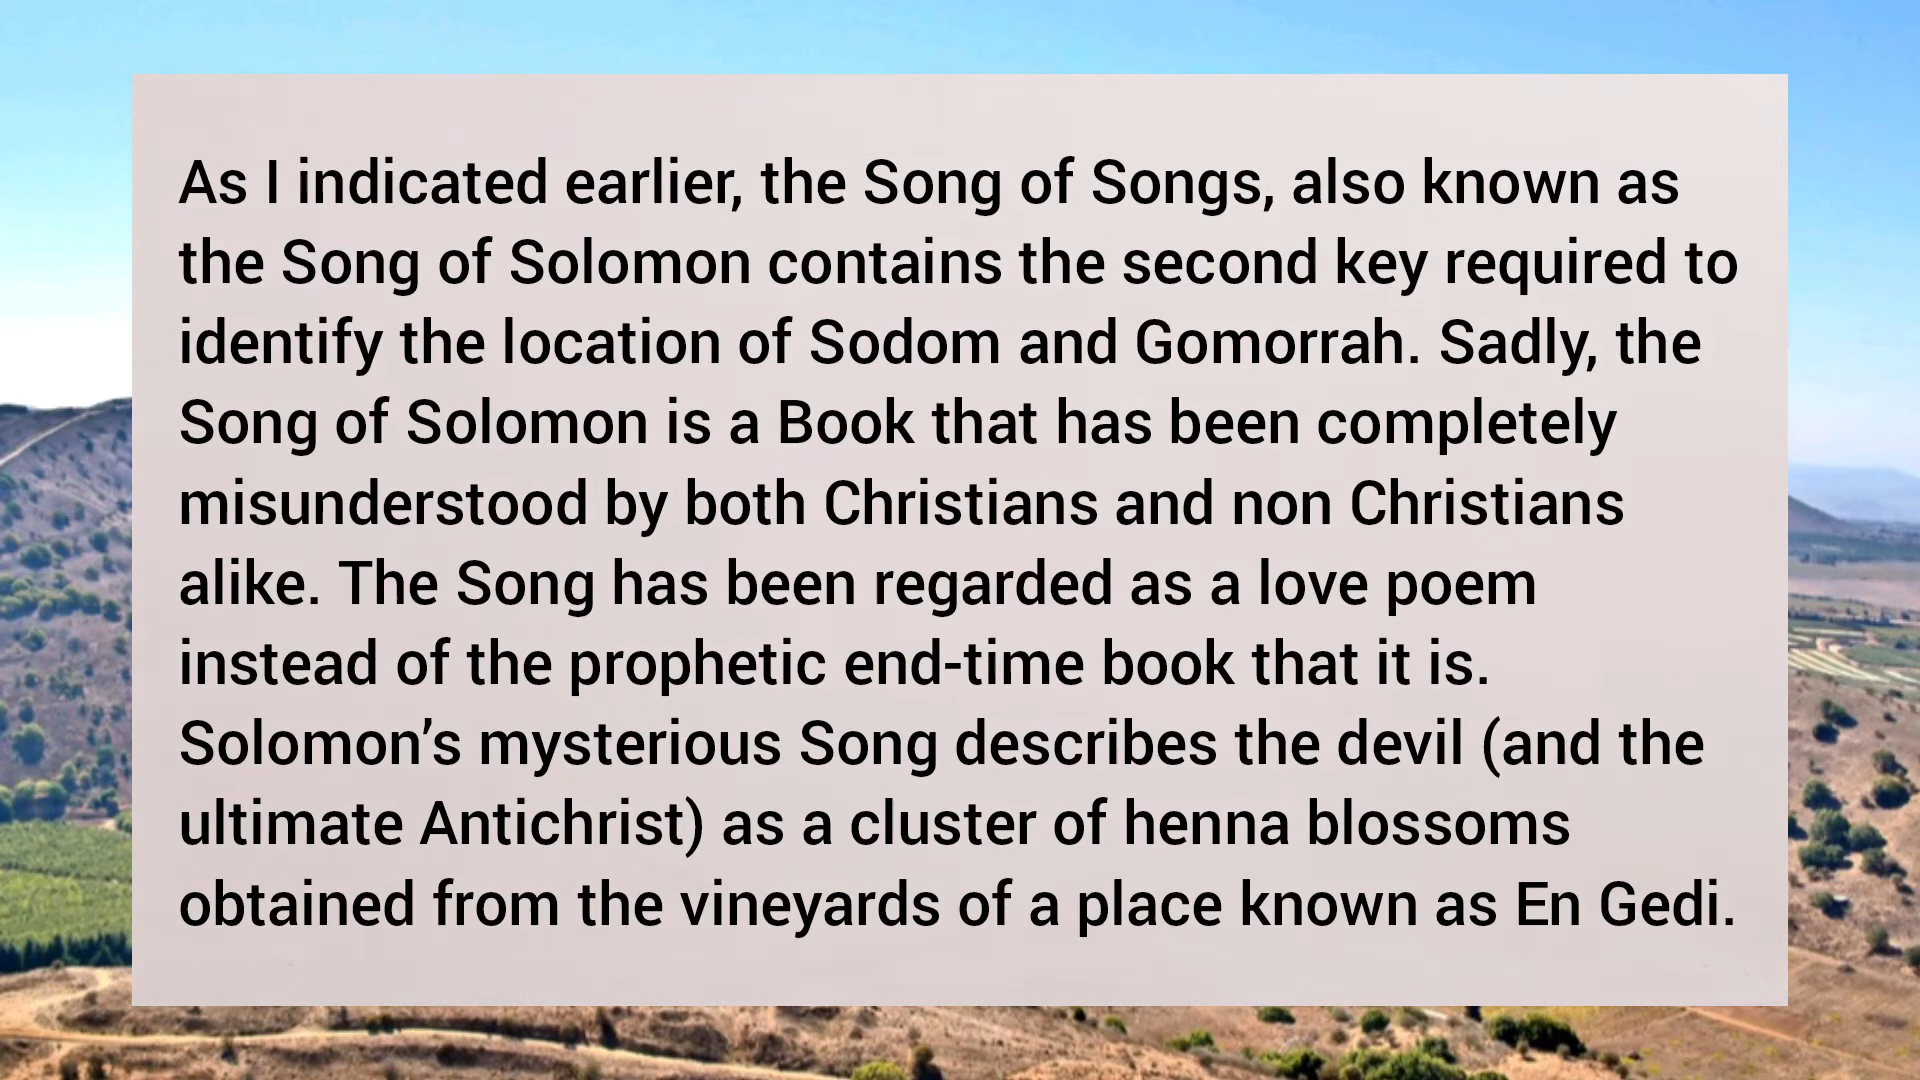 As I indicated earlier, the Song of Songs, also known as
the Song of Solomon contains the second key required to
identify the location of Sodom and Gomorrah. Sadly, the
Song of Solomon is a Book that has been completely
misunderstood by both Christians and non Christians
alike. The Song has been regarded as a love poem
instead of the prophetic end-time book that it is.
Solomon’s mysterious Song describes the devil (and the
ultimate Antichrist) as a cluster of henna blossoms
obtained from the vineyards of a place known as En Gedi.